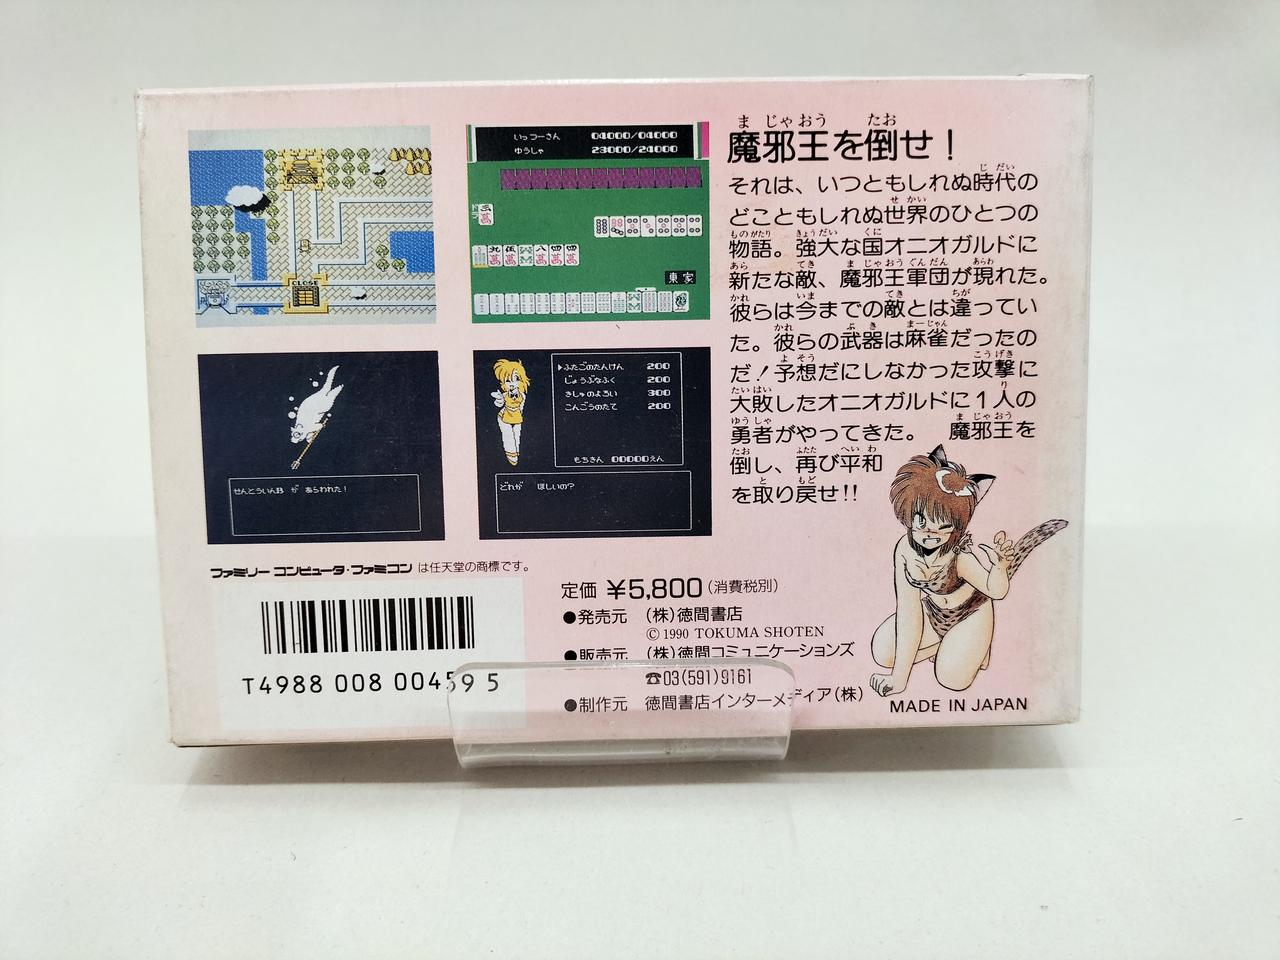 CLOSE
いっつーさん 04000/04000
ゆうしゃ 23000/24000
東家
せんとういんB が あらわれた!
ふたごのたんけん 200
じょうぶなふく 200
きしゃのよろい 300
こんごうのたて 200
もちきん 00000えん
どれが ほしいの?
魔邪王を倒せ!
それは、いつともしれぬ時代の
どこともしれぬ世界のひとつの
物語。強大な国オニオガルドに
新たな敵、魔邪王軍団が現れた。
彼らは今までの敵とは違ってい
た。彼らの武器は麻雀だったの
だ!予想だにしなかった攻撃に
大敗したオニオガルドに1人の
勇者がやってきた。 魔邪王を
倒し、再び平和
を取り戻せ!!
ファミリーコンピュータ・ファミコンは任天堂の商標です。
T4988 008 004595
定価 ¥5,800(消費税別)
●発売元 (株)徳間書店
© 1990 TOKUMA SHOTEN
●販売元 (株)徳間コミュニケーションズ
☎03(591)9161
●制作元 徳間書店インターメディア(株)
MADE IN JAPAN